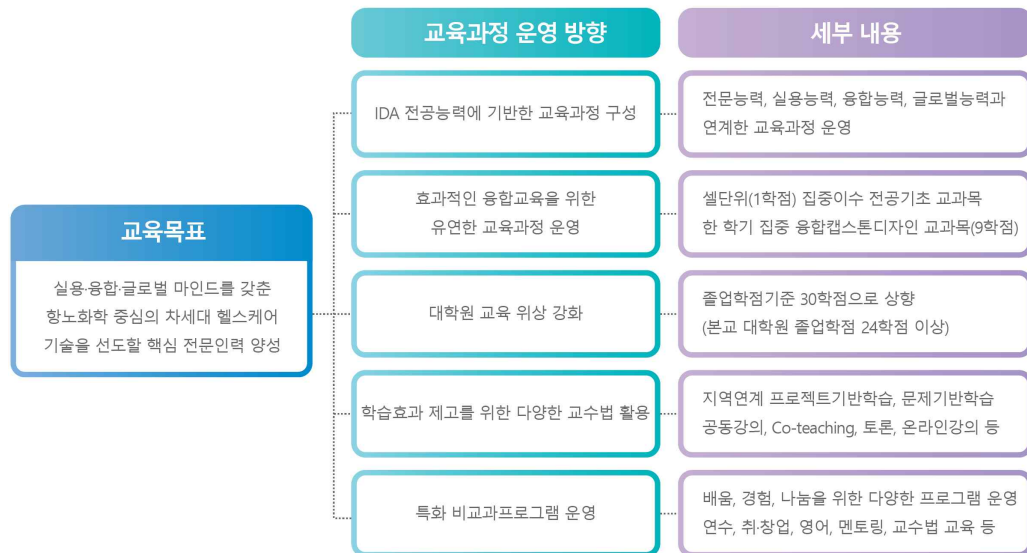 교육과정 운영 방향
세부 내용
IDA 전공능력에 기반한 교육과정 구성
전문능력, 실용능력, 융합능력, 글로벌능력과
연계한 교육과정 운영
교육목표
실용·융합·글로벌 마인드를 갖춘
항노화학 중심의 차세대 헬스케어
기술을 선도할 핵심 전문인력 양성
효과적인 융합교육을 위한
유연한 교육과정 운영
셀단위(1학점) 집중이수 전공기초 교과목
한 학기 집중 융합캡스톤디자인 교과목(9학점)
대학원 교육 위상 강화
졸업학점기준 30학점으로 상향
(본교 대학원 졸업학점 24학점 이상)
학습효과 제고를 위한 다양한 교수법 활용
지역연계 프로젝트기반학습, 문제기반학습
공동강의, Co-teaching, 토론, 온라인강의 등
특화 비교과프로그램 운영
배움, 경험, 나눔을 위한 다양한 프로그램 운영
연수, 취·창업, 영어, 멘토링, 교수법 교육 등